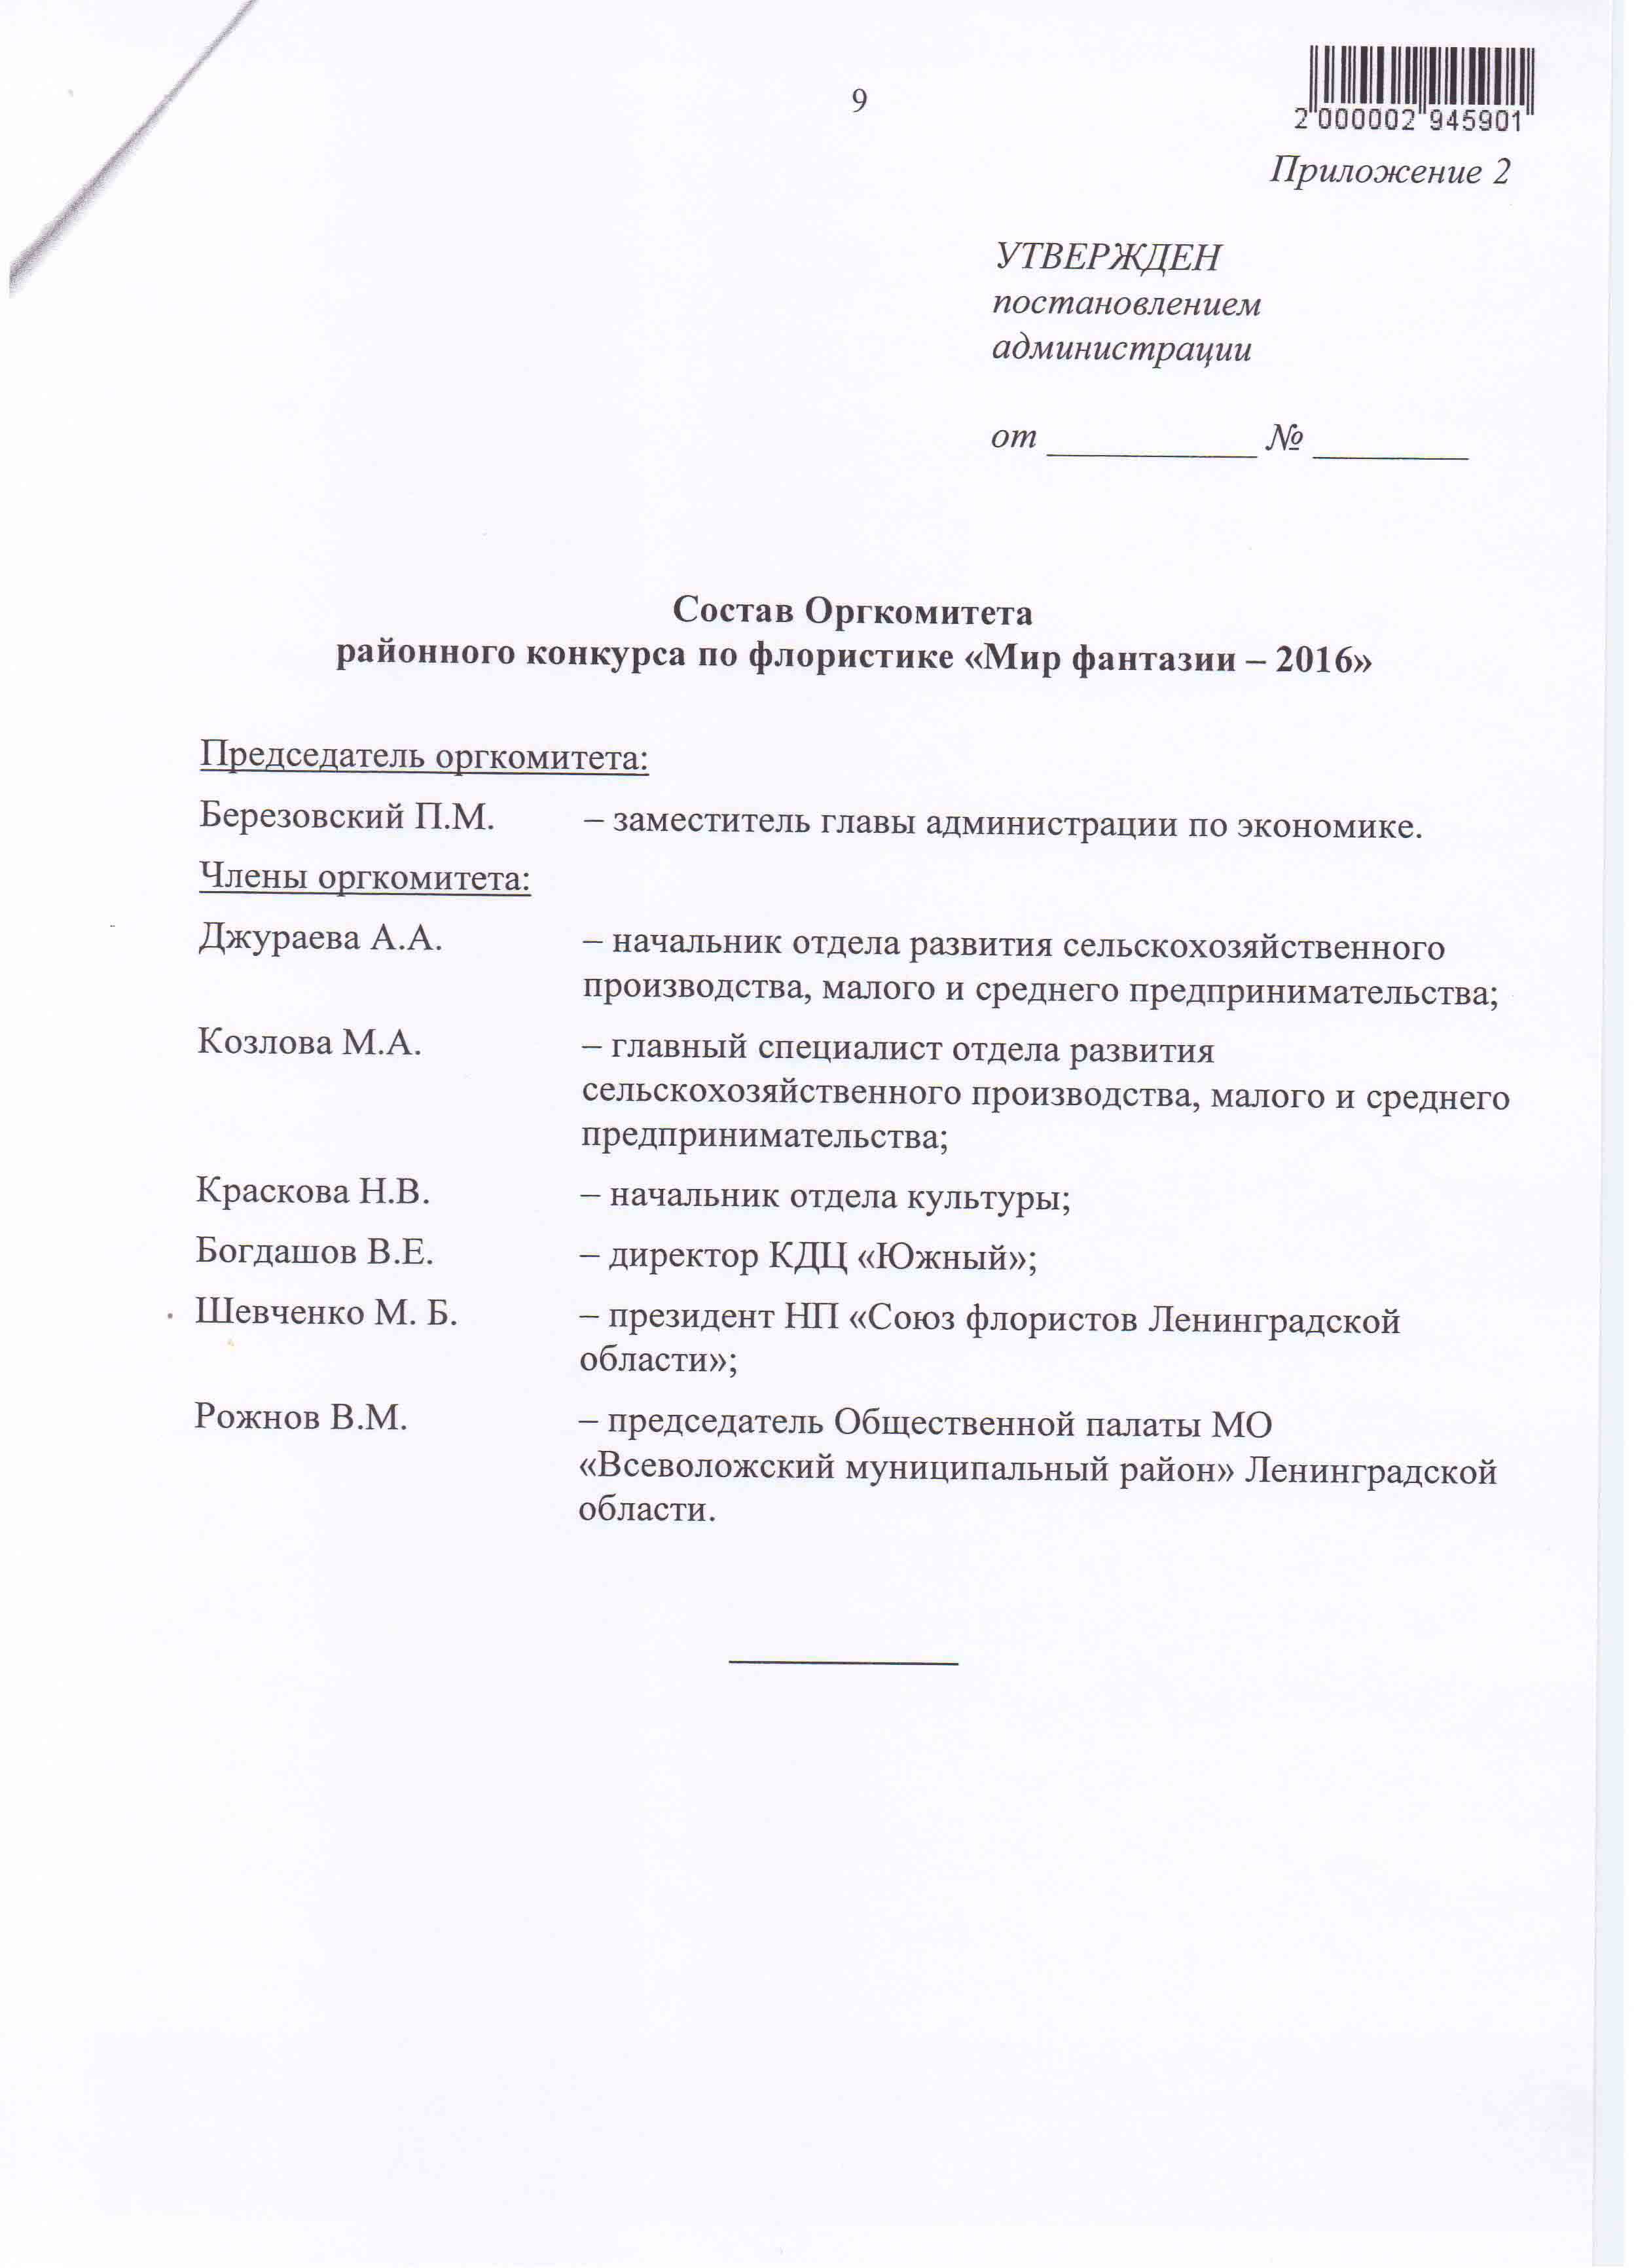 9
2 000002 945901
Приложение 2
УТВЕРЖДЕН
постановлением
администрации
от ____________ № _________
Состав Оргкомитета
районного конкурса по флористике «Мир фантазии – 2016»
Председатель оргкомитета:
Березовский П.М. – заместитель главы администрации по экономике.
Члены оргкомитета:
Джураева А.А. – начальник отдела развития сельскохозяйственного
производства, малого и среднего предпринимательства;
Козлова М.А. – главный специалист отдела развития
сельскохозяйственного производства, малого и среднего
предпринимательства;
Краскова Н.В. – начальник отдела культуры;
Богдашов В.Е. – директор КДЦ «Южный»;
Шевченко М. Б. – президент НП «Союз флористов Ленинградской
области»;
Рожнов В.М. – председатель Общественной палаты МО
«Всеволожский муниципальный район» Ленинградской
области.